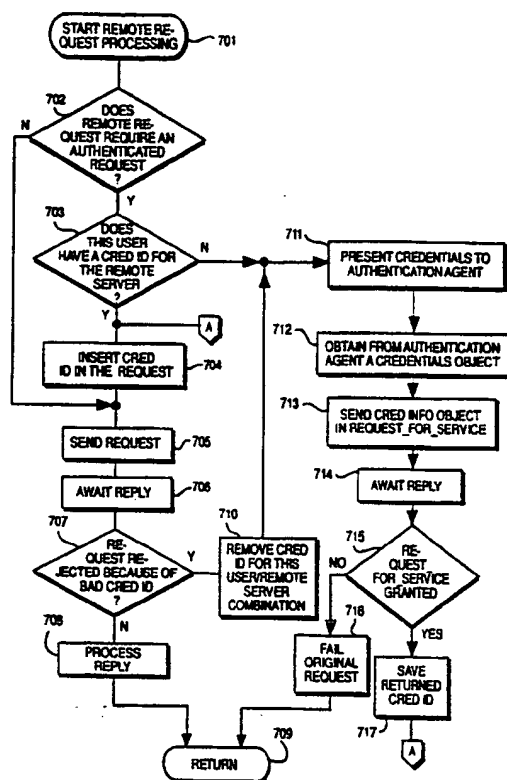 START REMOTE RE-
QUEST PROCESSING
701
702
N
DOES
REMOTE RE-
QUEST REQUIRE AN
AUTHENTICATED
REQUEST
?
Y
703
DOES
THIS USER
HAVE A CRED ID FOR
THE REMOTE
SERVER
?
N
Y
A
INSERT CRED
ID IN THE REQUEST
704
SEND REQUEST
705
AWAIT REPLY
706
707
RE-
QUEST RE-
JECTED BECAUSE OF
BAD CRED ID
?
Y
N
710
REMOVE CRED
ID FOR THIS
USER/REMOTE
SERVER
COMBINATION
708
PROCESS
REPLY
RETURN
709
711
PRESENT CREDENTIALS TO
AUTHENTICATION AGENT
712
OBTAIN FROM AUTHENTICATION
AGENT A CREDENTIALS OBJECT
713
SEND CRED INFO OBJECT
IN REQUEST_FOR_SERVICE
714
AWAIT REPLY
715
RE-
QUEST
FOR_SERVICE
GRANTED
NO
YES
716
FAIL
ORIGINAL
REQUEST
SAVE
RETURNED
CRED ID
717
A